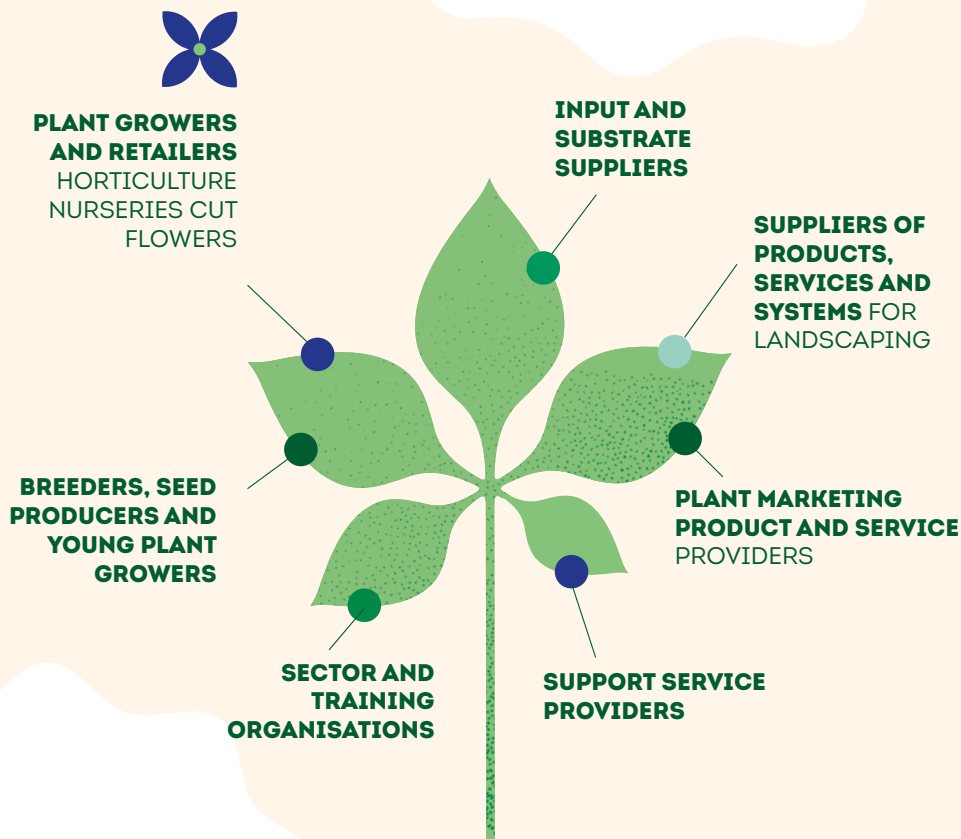 PLANT GROWERS
AND RETAILERS
HORTICULTURE
NURSERIES CUT
FLOWERS
INPUT AND
SUBSTRATE
SUPPLIERS
SUPPLIERS OF
PRODUCTS,
SERVICES AND
SYSTEMS FOR
LANDSCAPING
BREEDERS, SEED
PRODUCERS AND
YOUNG PLANT
GROWERS
PLANT MARKETING
PRODUCT AND SERVICE
PROVIDERS
SECTOR AND
TRAINING
ORGANISATIONS
SUPPORT SERVICE
PROVIDERS